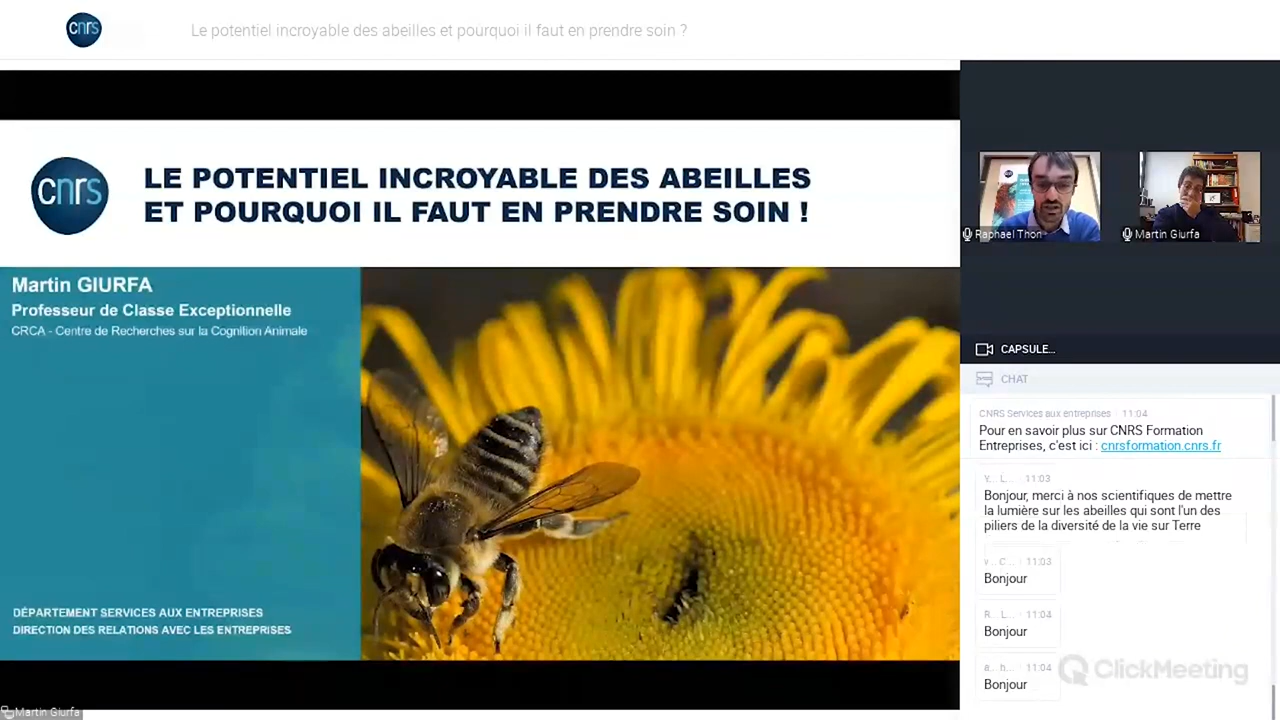 cnrs
Le potentiel incroyable des abeilles et pourquoi il faut en prendre soin ?
cnrs
LE POTENTIEL INCROYABLE DES ABEILLES
ET POURQUOI IL FAUT EN PRENDRE SOIN !
Martin GIURFA
Professeur de Classe Exceptionnelle
CRCA - Centre de Recherches sur la Cognition Animale
DÉPARTEMENT SERVICES AUX ENTREPRISES
DIRECTION DES RELATIONS AVEC LES ENTREPRISES
Martin Giurfa
Raphael Thon
Martin Giurfa
CAPSULE...
CHAT
CNRS Services aux entreprises 11:04
Pour en savoir plus sur CNRS Formation
Entreprises, c'est ici : cnrsformation.cnrs.fr
Y... L... 11:03
Bonjour, merci à nos scientifiques de mettre
la lumière sur les abeilles qui sont l'un des
piliers de la diversité de la vie sur Terre
v... C... 11:03
Bonjour
R... L... 11:04
Bonjour
a... b... 11:04
Bonjour
ClickMeeting